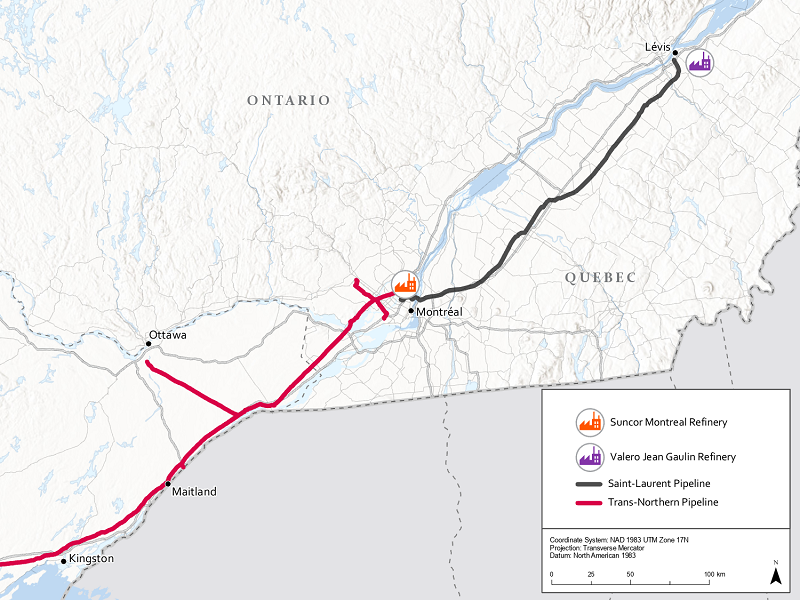 Lévis
ONTARIO
QUEBEC
Montréal
Ottawa
Maitland
Kingston
Suncor Montreal Refinery
Valero Jean Gaulin Refinery
Saint-Laurent Pipeline
Trans-Northern Pipeline
Coordinate System: NAD 1983 UTM Zone 17N
Projection: Transverse Mercator
Datum: North American 1983
N
0 25 50 100 km